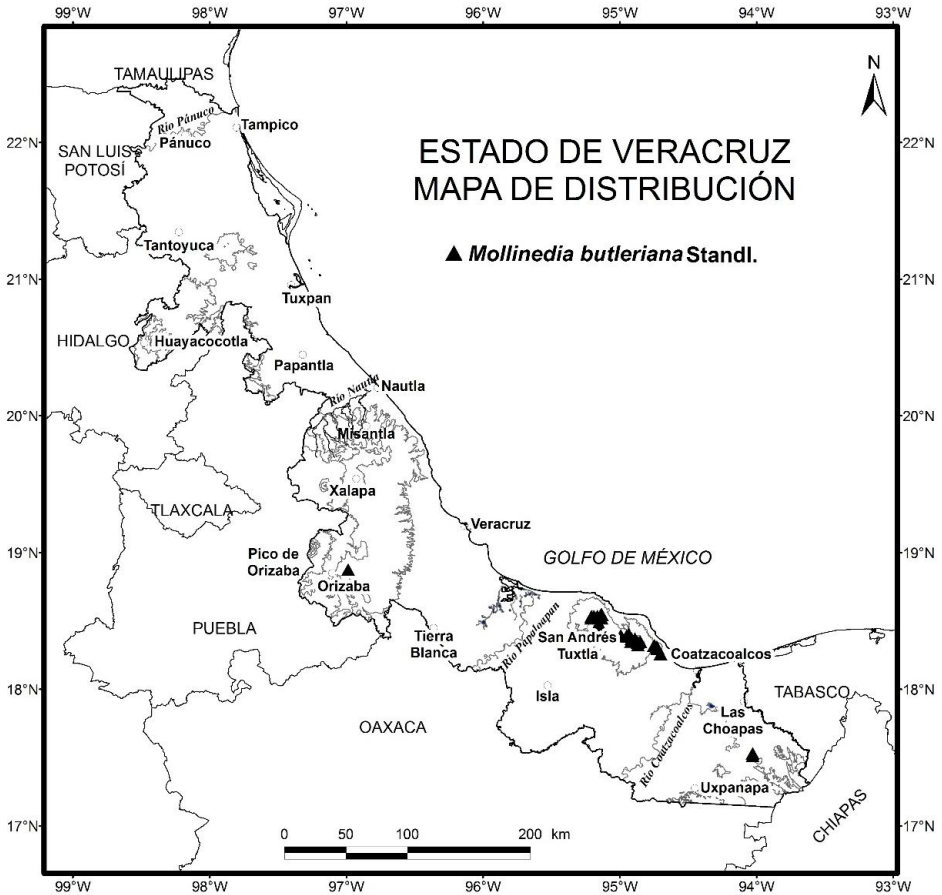 99°W 98°W 97°W 96°W 95°W 94°W 93°W
N
TAMAULIPAS
Río Pánuco
Tampico
22°N
Pánuco
22°N
SAN LUIS
POTOSÍ
ESTADO DE VERACRUZ
MAPA DE DISTRIBUCIÓN
Tantoyuca
Mollinedia butleriana Standl.
21°N
21°N
Tuxpan
HIDALGO
Huayacocotla
Papantla
Río Nautla
Nautla
20°N
20°N
Misantla
Xalapa
TLAXCALA
Veracruz
19°N
19°N
Pico de
Orizaba
GOLFO DE MÉXICO
Orizaba
PUEBLA
Tierra
Blanca
Río Papaloapan
San Andrés
Tuxtla
Coatzacoalcos
18°N
18°N
Isla
TABASCO
OAXACA
Las
Choapas
Río Coatzacoalcos
Uxpanapa
CHIAPAS
17°N
17°N
0 50 100 200 km
99°W 98°W 97°W 96°W 95°W 94°W 93°W